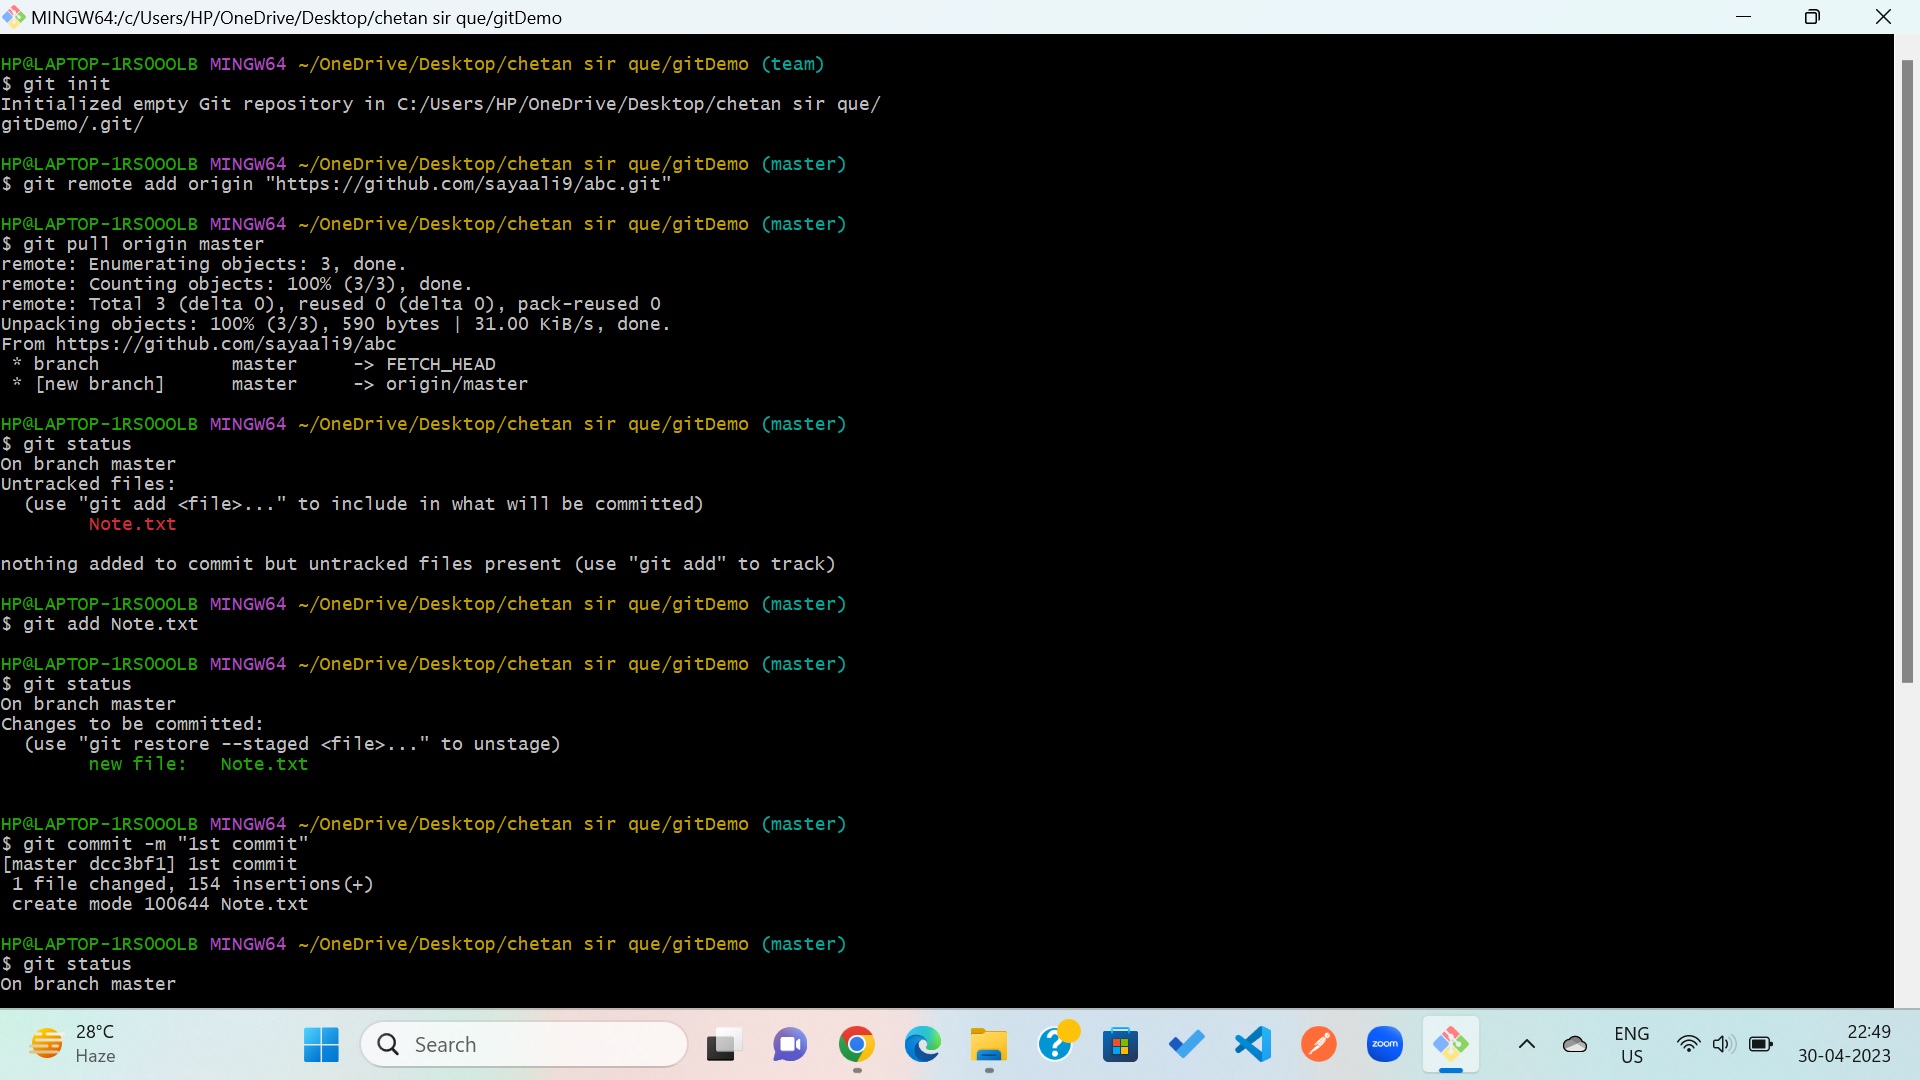 MINGW64:/c/Users/HP/OneDrive/Desktop/chetan sir que/gitDemo
HP@LAPTOP-1RSOOOLB MINGW64 ~/OneDrive/Desktop/chetan sir que/gitDemo (team)
$ git init
Initialized empty Git repository in C:/Users/HP/OneDrive/Desktop/chetan sir que/
gitDemo/.git/
HP@LAPTOP-1RSOOOLB MINGW64 ~/OneDrive/Desktop/chetan sir que/gitDemo (master)
$ git remote add origin "https://github.com/sayaali9/abc.git"
HP@LAPTOP-1RSOOOLB MINGW64 ~/OneDrive/Desktop/chetan sir que/gitDemo (master)
$ git pull origin master
remote: Enumerating objects: 3, done.
remote: Counting objects: 100% (3/3), done.
remote: Total 3 (delta 0), reused 0 (delta 0), pack-reused 0
Unpacking objects: 100% (3/3), 590 bytes | 31.00 KiB/s, done.
From https://github.com/sayaali9/abc
 * branch            master     -> FETCH_HEAD
 * [new branch]      master     -> origin/master
HP@LAPTOP-1RSOOOLB MINGW64 ~/OneDrive/Desktop/chetan sir que/gitDemo (master)
$ git status
On branch master
Untracked files:
  (use "git add <file>..." to include in what will be committed)
        Note.txt
nothing added to commit but untracked files present (use "git add" to track)
HP@LAPTOP-1RSOOOLB MINGW64 ~/OneDrive/Desktop/chetan sir que/gitDemo (master)
$ git add Note.txt
HP@LAPTOP-1RSOOOLB MINGW64 ~/OneDrive/Desktop/chetan sir que/gitDemo (master)
$ git status
On branch master
Changes to be committed:
  (use "git restore --staged <file>..." to unstage)
        new file:   Note.txt
HP@LAPTOP-1RSOOOLB MINGW64 ~/OneDrive/Desktop/chetan sir que/gitDemo (master)
$ git commit -m "1st commit"
[master dcc3bf1] 1st commit
 1 file changed, 154 insertions(+)
 create mode 100644 Note.txt
HP@LAPTOP-1RSOOOLB MINGW64 ~/OneDrive/Desktop/chetan sir que/gitDemo (master)
$ git status
On branch master
28°C
Haze
Search
zoom
ENG
US
22:49
30-04-2023